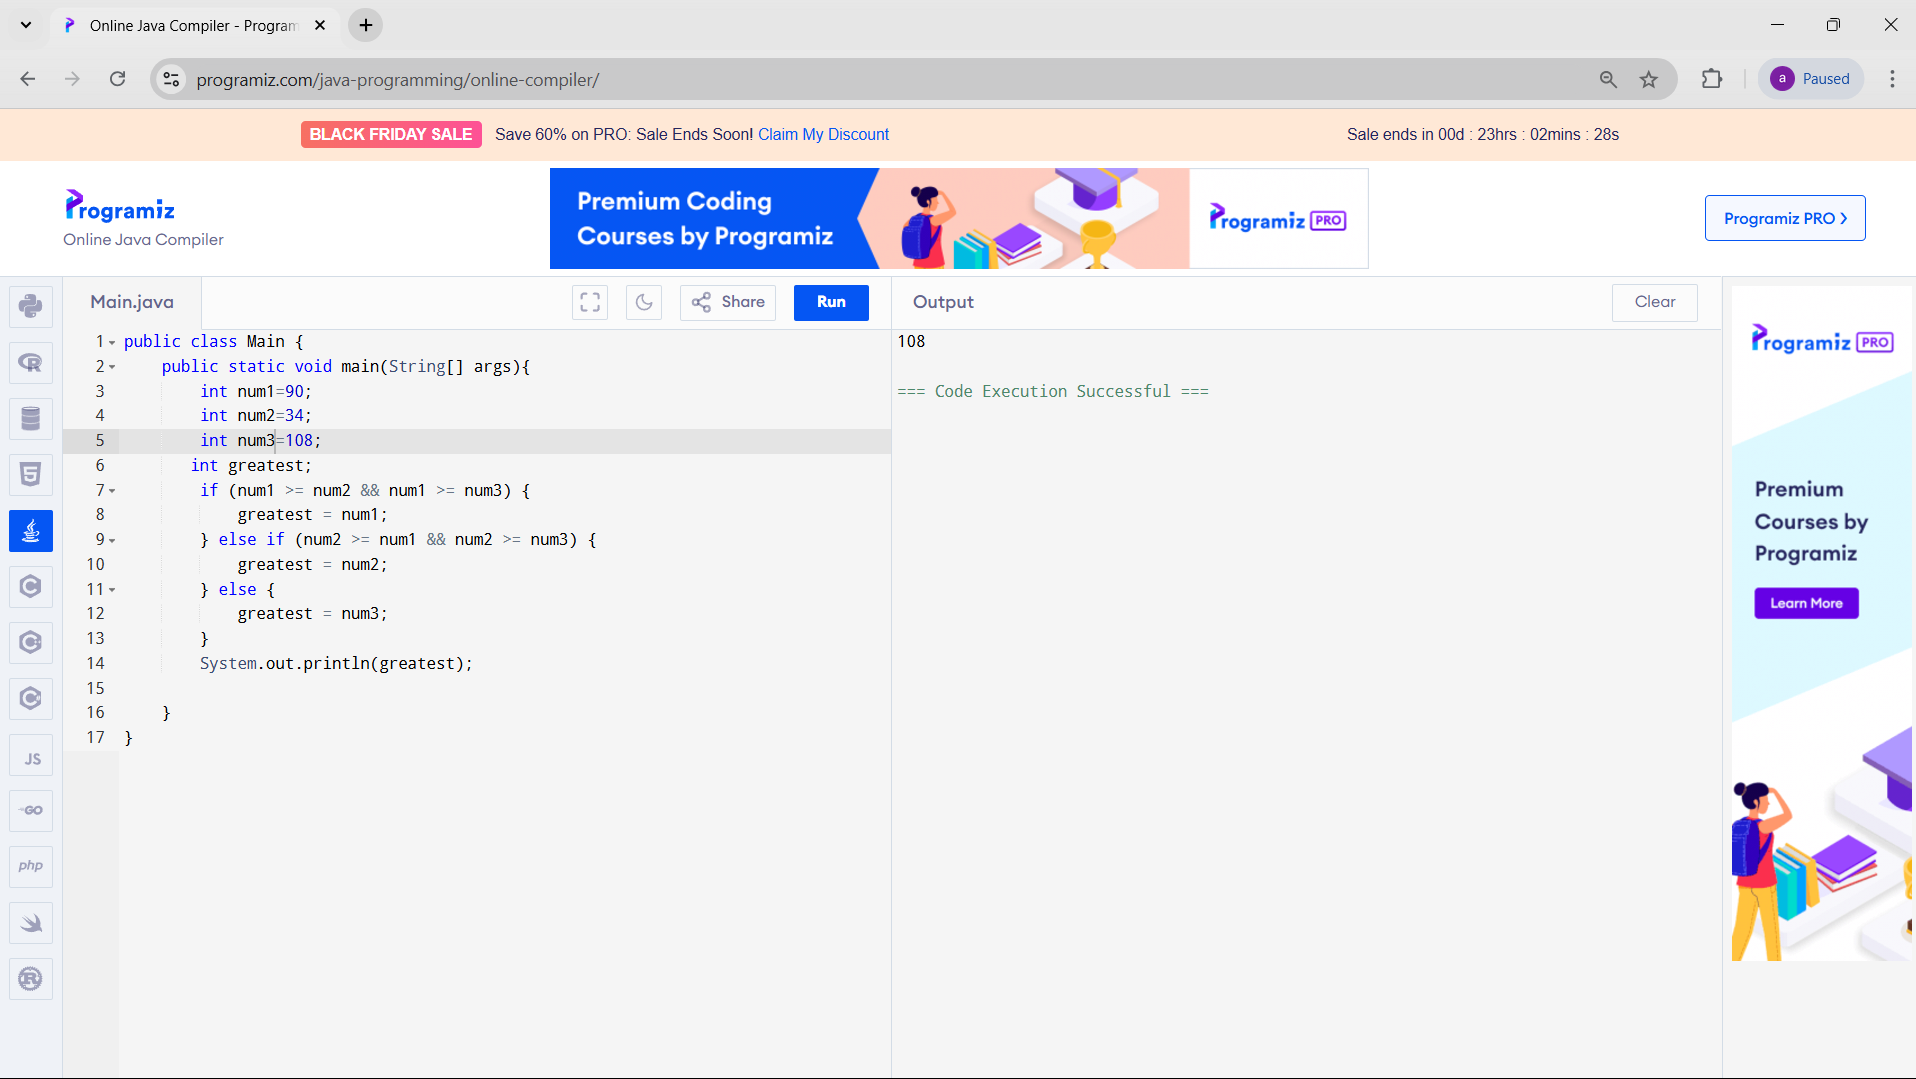 Online Java Compiler - Program
programiz.com/java-programming/online-compiler/
a Paused
BLACK FRIDAY SALE Save 60% on PRO: Sale Ends Soon! Claim My Discount
Sale ends in 00d : 23hrs : 02mins : 28s
Programiz
Online Java Compiler
Premium Coding
Courses by Programiz
Programiz PRO
Programiz PRO >
Main.java
Share
Run
Output
Clear
1 public class Main {
2     public static void main(String[] args){
3         int num1=90;
4         int num2=34;
5         int num3=108;
6        int greatest;
7         if (num1 >= num2 && num1 >= num3) {
8             greatest = num1;
9         } else if (num2 >= num1 && num2 >= num3) {
10             greatest = num2;
11         } else {
12             greatest = num3;
13         }
14         System.out.println(greatest);
15
16     }
17 }
108
=== Code Execution Successful ===
R
5
C
C
C
JS
GO
php
R
Programiz PRO
Premium
Courses by
Programiz
Learn More